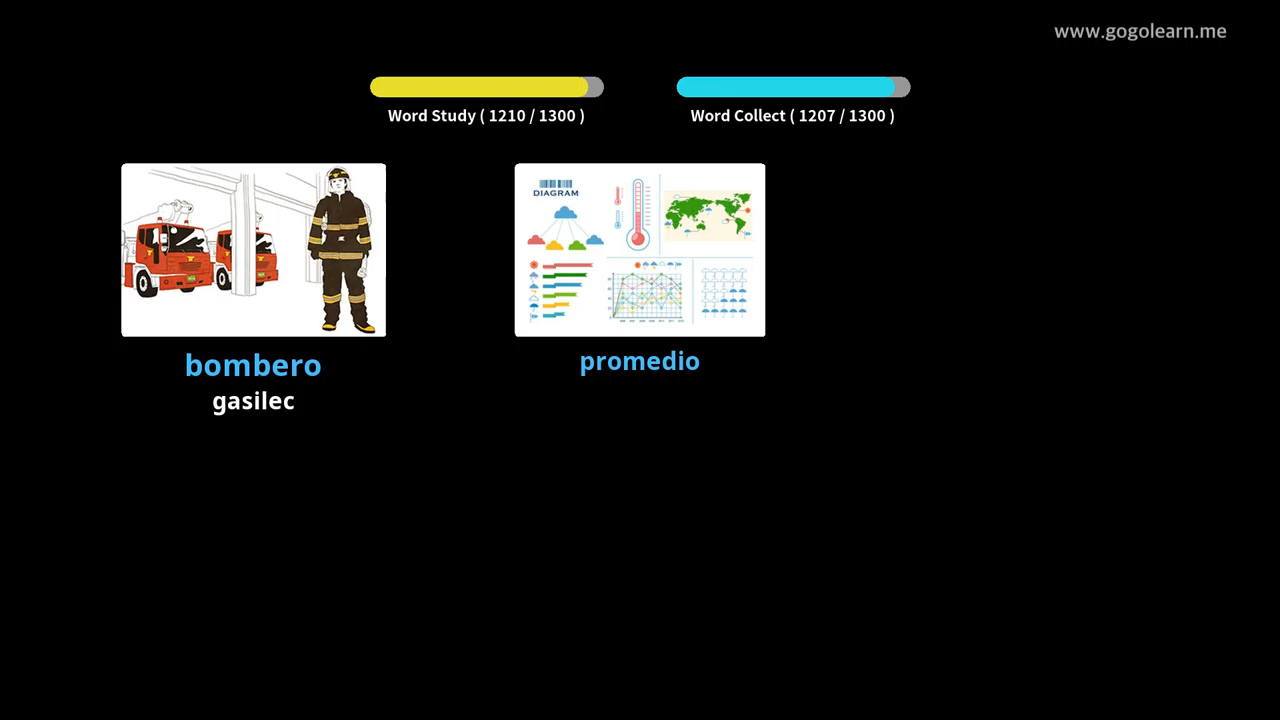 www.gogolearn.me
Word Study ( 1210 / 1300 )
Word Collect ( 1207 / 1300 )
DIAGRAM
bombero
gasilec
promedio